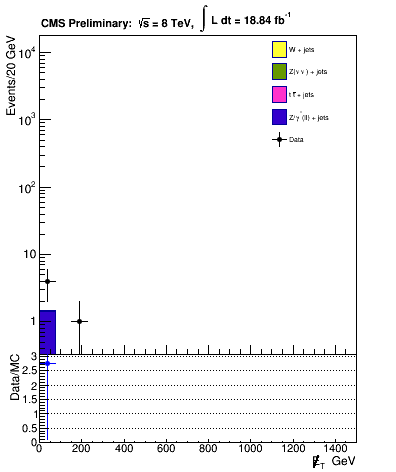 CMS Preliminary: √s = 8 TeV, ∫ L dt = 18.84 fb⁻¹
Events/20 GeV
10⁴
10³
10²
10
1
W + jets
Z(νν) + jets
t t̅ + jets
Z/γ*(ll) + jets
Data
Data/MC
3
2.5
2
1.5
1
0.5
0
0 200 400 600 800 1000 1200 1400
E̸_T GeV